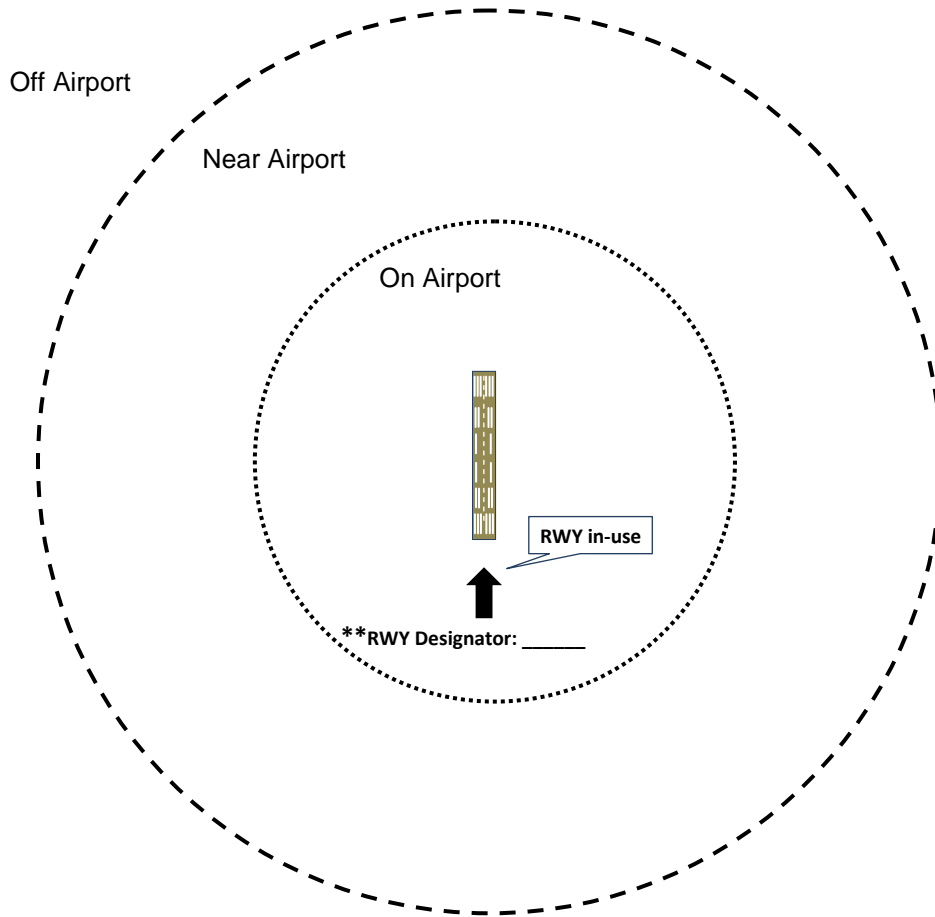 Off Airport
Near Airport
On Airport
RWY in-use
**RWY Designator: ______